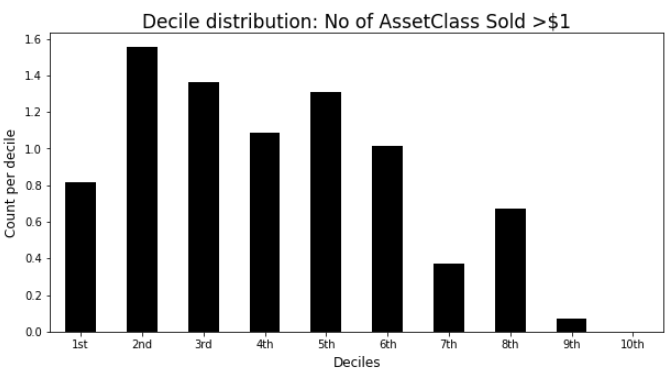 Decile distribution: No of AssetClass Sold >$1
1.6
1.4
1.2
1.0
0.8
0.6
0.4
0.2
0.0
Count per decile
1st 2nd 3rd 4th 5th 6th 7th 8th 9th 10th
Deciles